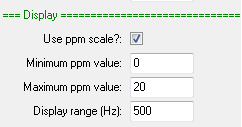 === Display ===========================
Use ppm scale?:
Minimum ppm value: 0
Maximum ppm value: 20
Display range (Hz): 500